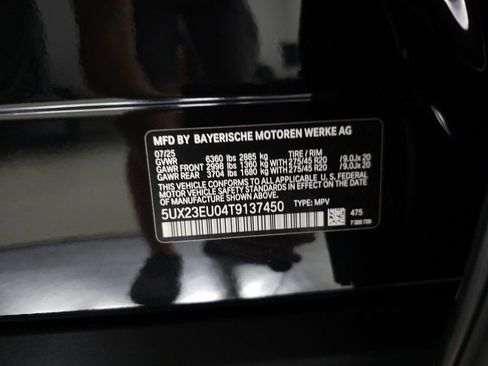 MFD BY BAYERISCHE MOTOREN WERKE AG
07/25
GVWR 6360 lbs 2885 kg TIRE / RIM
GAWR FRONT 2998 lbs 1360 kg WITH 275/45 R20 /9.0Jx 20
GAWR REAR 3704 lbs 1680 kg WITH 275/45 R20 /9.0Jx 20
THIS VEHICLE CONFORMS TO ALL APPLICABLE U.S. FEDERAL
MOTOR VEHICLE SAFETY STANDARDS IN EFFECT ON THE DATE OF
MANUFACTURE SHOWN ABOVE.
5UX23EU04T9137450 TYPE: MPV
475